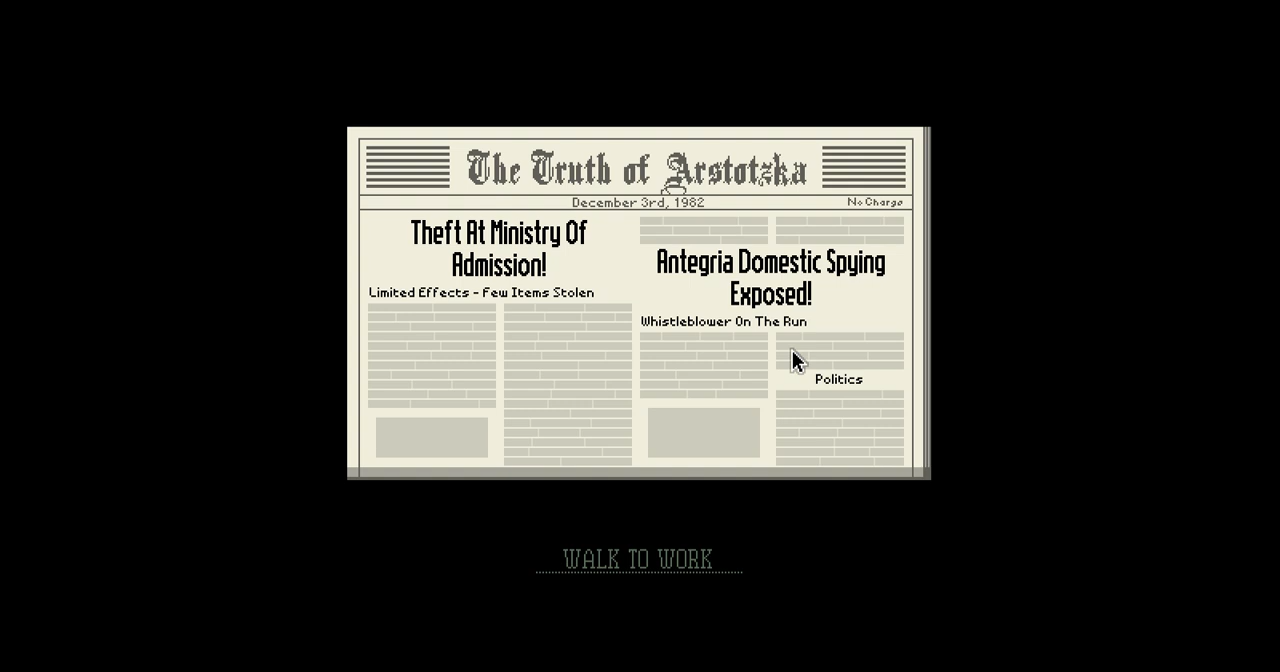 The Truth of Arstotzka
December 3rd, 1982
No Charge
Theft At Ministry Of
Admission!
Limited Effects - Few Items Stolen
Antegria Domestic Spying
Exposed!
Whistleblower On The Run
Politics
WALK TO WORK